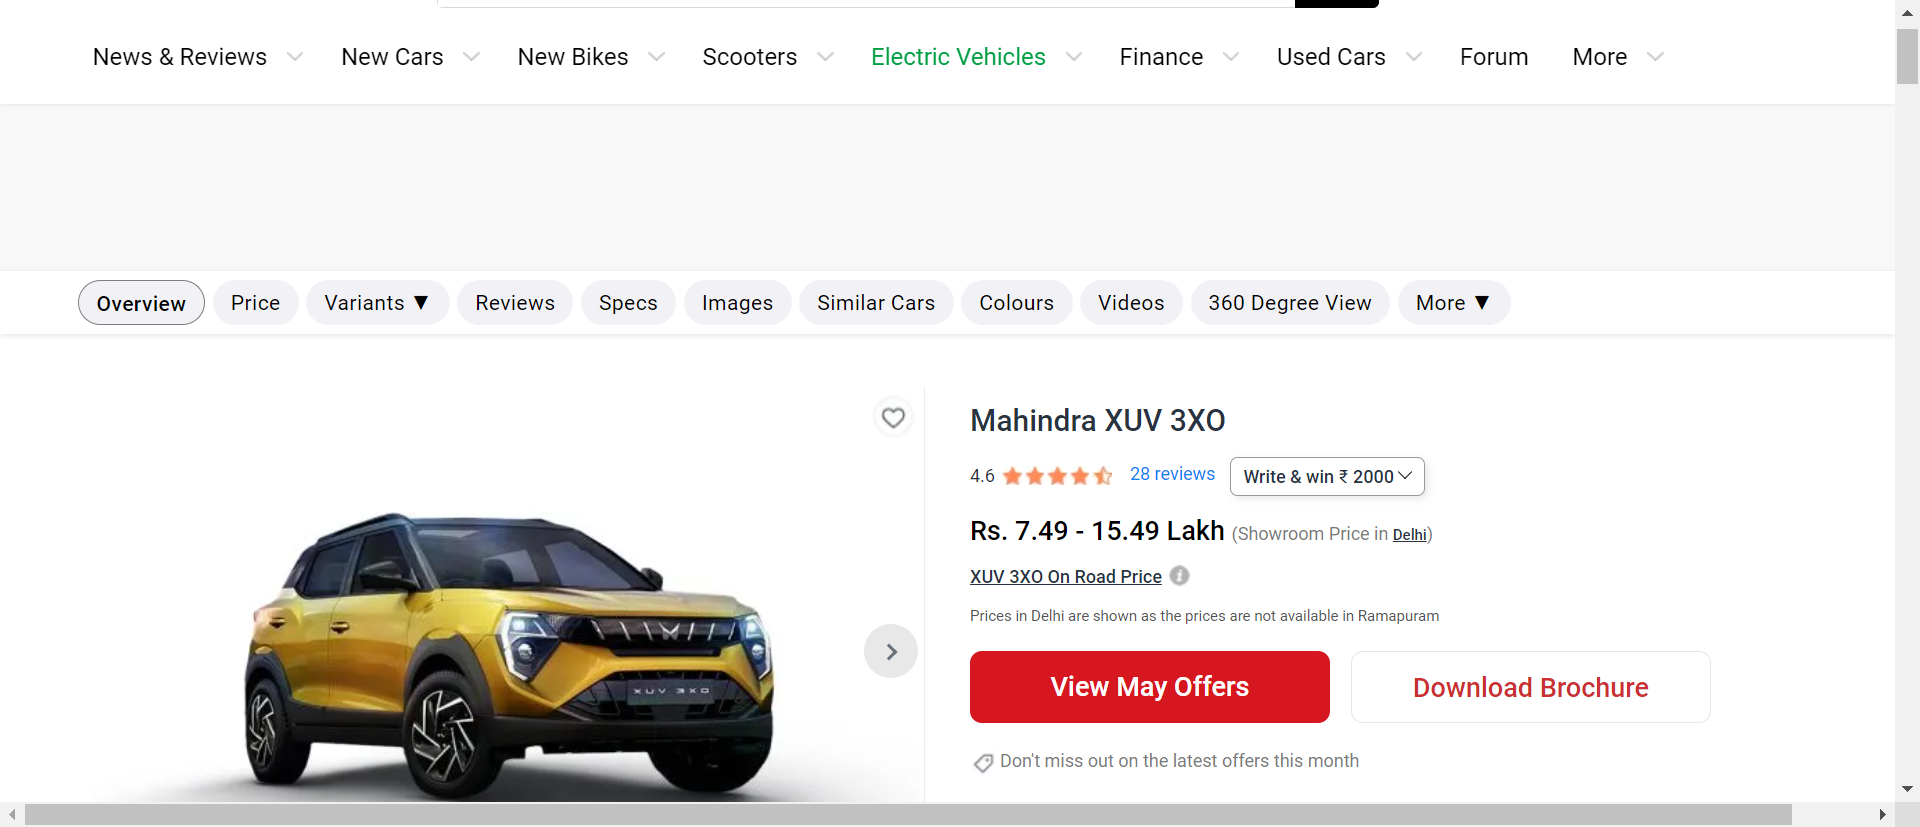 News & Reviews New Cars New Bikes Scooters Electric Vehicles Finance Used Cars Forum More
Overview Price Variants ▼ Reviews Specs Images Similar Cars Colours Videos 360 Degree View More ▼
Mahindra XUV 3XO
4.6 28 reviews Write & win ₹ 2000
Rs. 7.49 - 15.49 Lakh (Showroom Price in Delhi)
XUV 3XO On Road Price
Prices in Delhi are shown as the prices are not available in Ramapuram
View May Offers Download Brochure
Don't miss out on the latest offers this month
XUV 3XO